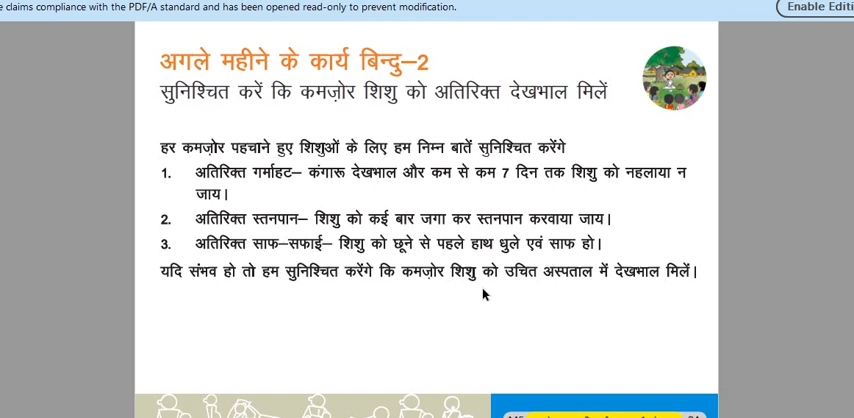 e claims compliance with the PDF/A standard and has been opened read-only to prevent modification.
Enable Editi
अगले महीने के कार्य बिन्दु–2
सुनिश्चित करें कि कमज़ोर शिशु को अतिरिक्त देखभाल मिलें
हर कमज़ोर पहचाने हुए शिशुओं के लिए हम निम्न बातें सुनिश्चित करेंगे
1. अतिरिक्त गर्माहट– कंगारू देखभाल और कम से कम 7 दिन तक शिशु को नहलाया न
जाय।
2. अतिरिक्त स्तनपान– शिशु को कई बार जगा कर स्तनपान करवाया जाय।
3. अतिरिक्त साफ–सफाई– शिशु को छूने से पहले हाथ धुले एवं साफ हो।
यदि संभव हो तो हम सुनिश्चित करेंगे कि कमज़ोर शिशु को उचित अस्पताल में देखभाल मिलें।